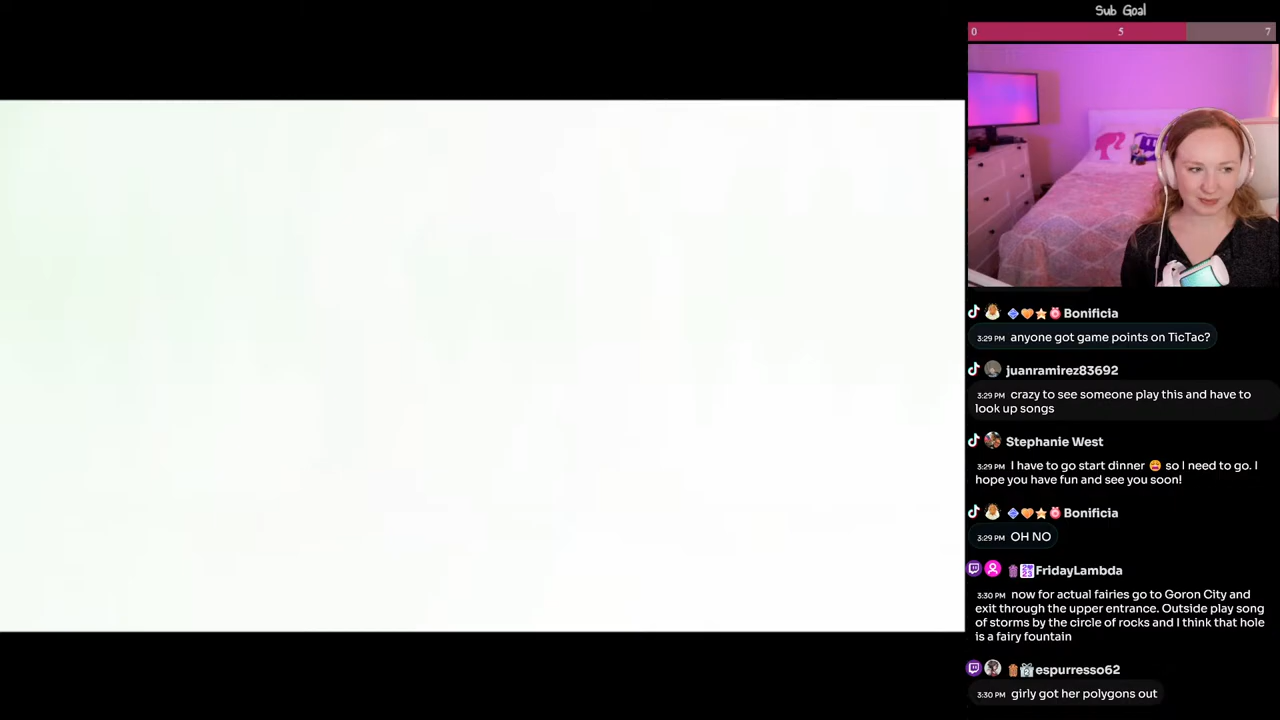 Sub Goal
0 5 7
Bonificia
3:29 PM anyone got game points on TicTac?
juanramirez83692
3:29 PM crazy to see someone play this and have to
look up songs
Stephanie West
3:29 PM I have to go start dinner 😩 so I need to go. I
hope you have fun and see you soon!
Bonificia
3:29 PM OH NO
FridayLambda
3:30 PM now for actual fairies go to Goron City and
exit through the upper entrance. Outside play song
of storms by the circle of rocks and I think that hole
is a fairy fountain
espurresso62
3:30 PM girly got her polygons out